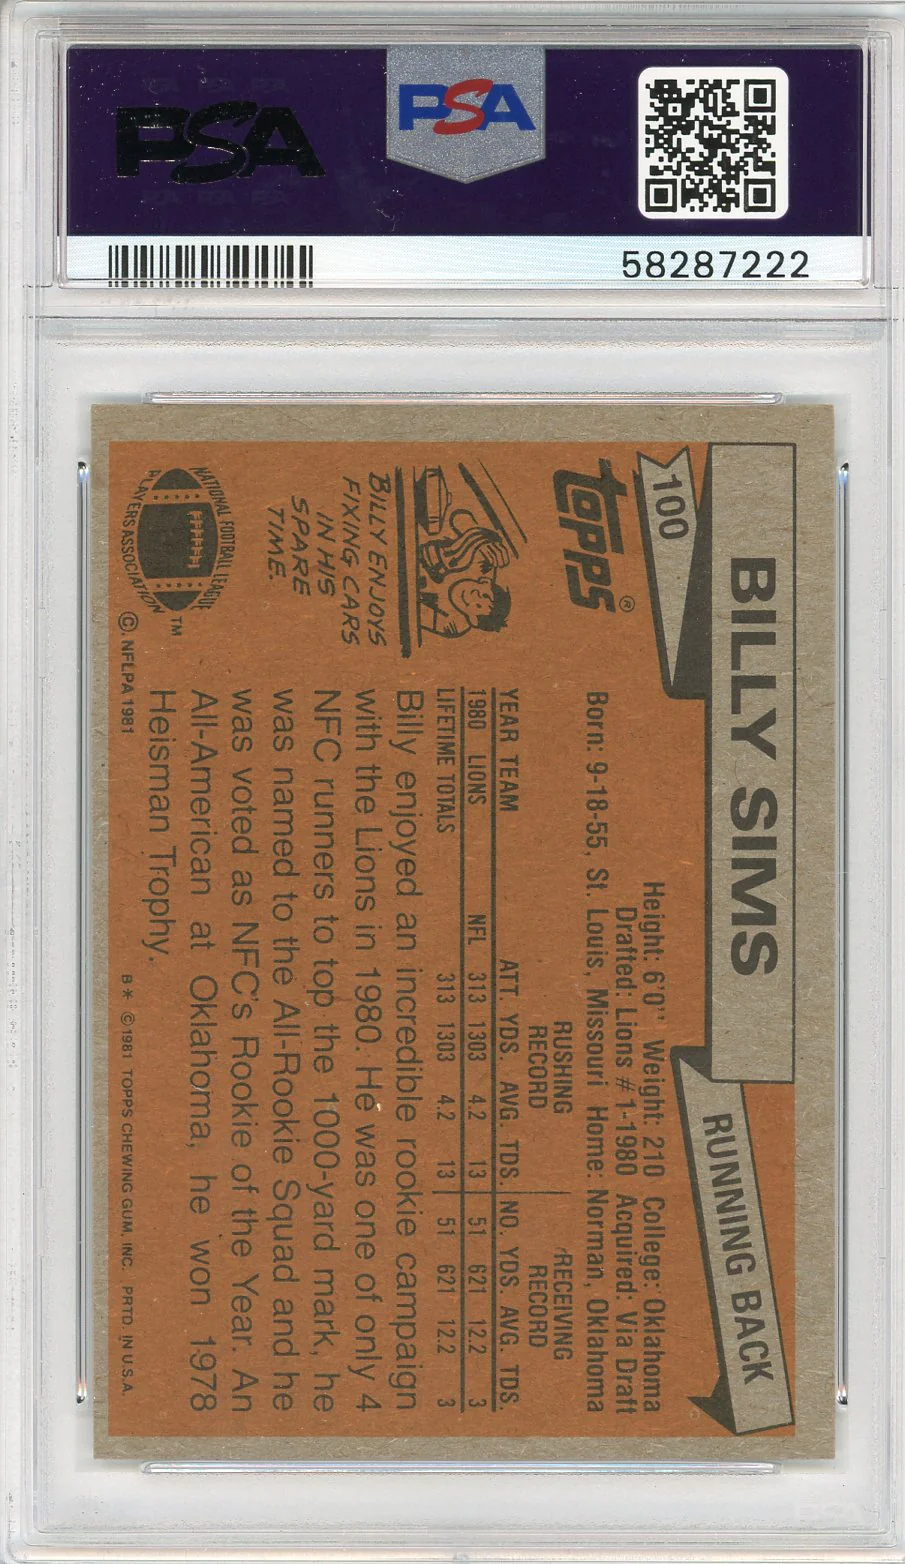 PSA
PSA
58287222
100
BILLY SIMS
RUNNING BACK
topps®
Height: 6'0" Weight: 210 College: Oklahoma
Drafted: Lions #1-1980 Acquired: Via Draft
Born: 9-18-55, St. Louis, Missouri Home: Norman, Oklahoma
RUSHING RECORD
RECEIVING RECORD
YEAR TEAM ATT. YDS. AVG. TDS. NO. YDS. AVG. TDS.
1980 LIONS NFL 313 1303 4.2 13 51 621 12.2 3
LIFETIME TOTALS 313 1303 4.2 13 51 621 12.2 3
BILLY ENJOYS
FIXING CARS
IN HIS
SPARE
TIME.
Billy enjoyed an incredible rookie campaign
with the Lions in 1980. He was one of only 4
NFC runners to top the 1000-yard mark, he
was named to the All-Rookie Squad and he
was voted as NFC's Rookie of the Year. An
All-American at Oklahoma, he won 1978
Heisman Trophy.
NATIONAL FOOTBALL LEAGUE
PLAYERS ASSOCIATION
TM
© NFLPA 1981
B* © 1981 TOPPS CHEWING GUM, INC. PRTD. IN U.S.A.